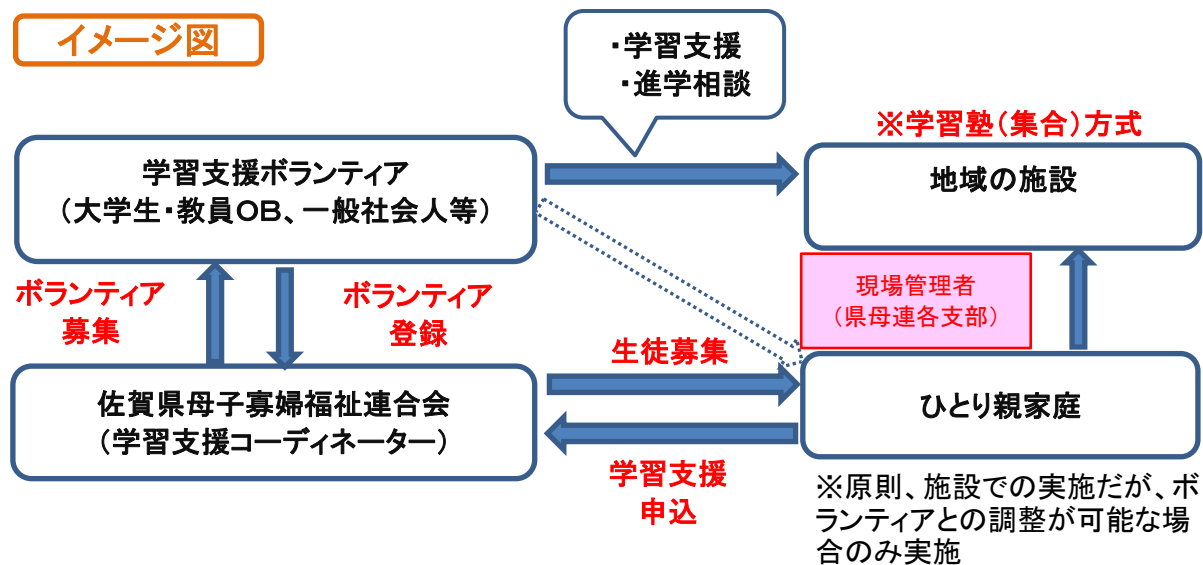 イメージ図
・学習支援
・進学相談
※学習塾(集合)方式
学習支援ボランティア
(大学生・教員OB、一般社会人等)
地域の施設
ボランティア
募集
ボランティア
登録
現場管理者
(県母連各支部)
生徒募集
佐賀県母子寡婦福祉連合会
(学習支援コーディネーター)
ひとり親家庭
学習支援
申込
※原則、施設での実施だが、ボ
ランティアとの調整が可能な場
合のみ実施